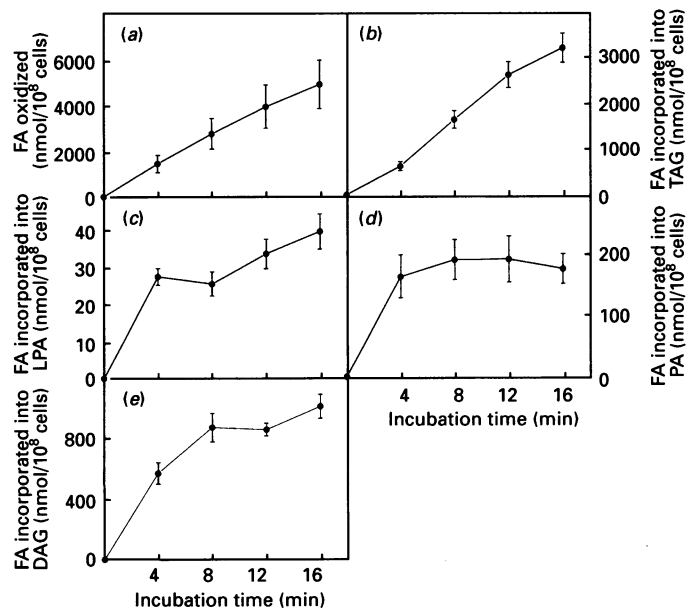 (a)
FA oxidized
(nmol/10⁸ cells)
6000
4000
2000
0
(b)
3000
2000
1000
0
FA incorporated into
TAG (nmol/10⁸ cells)
(c)
FA incorporated into
LPA (nmol/10⁸ cells)
40
30
20
10
0
(d)
200
100
0
FA incorporated into
PA (nmol/10⁸ cells)
4 8 12 16
Incubation time (min)
(e)
FA incorporated into
DAG (nmol/10⁸ cells)
800
400
0
4 8 12 16
Incubation time (min)